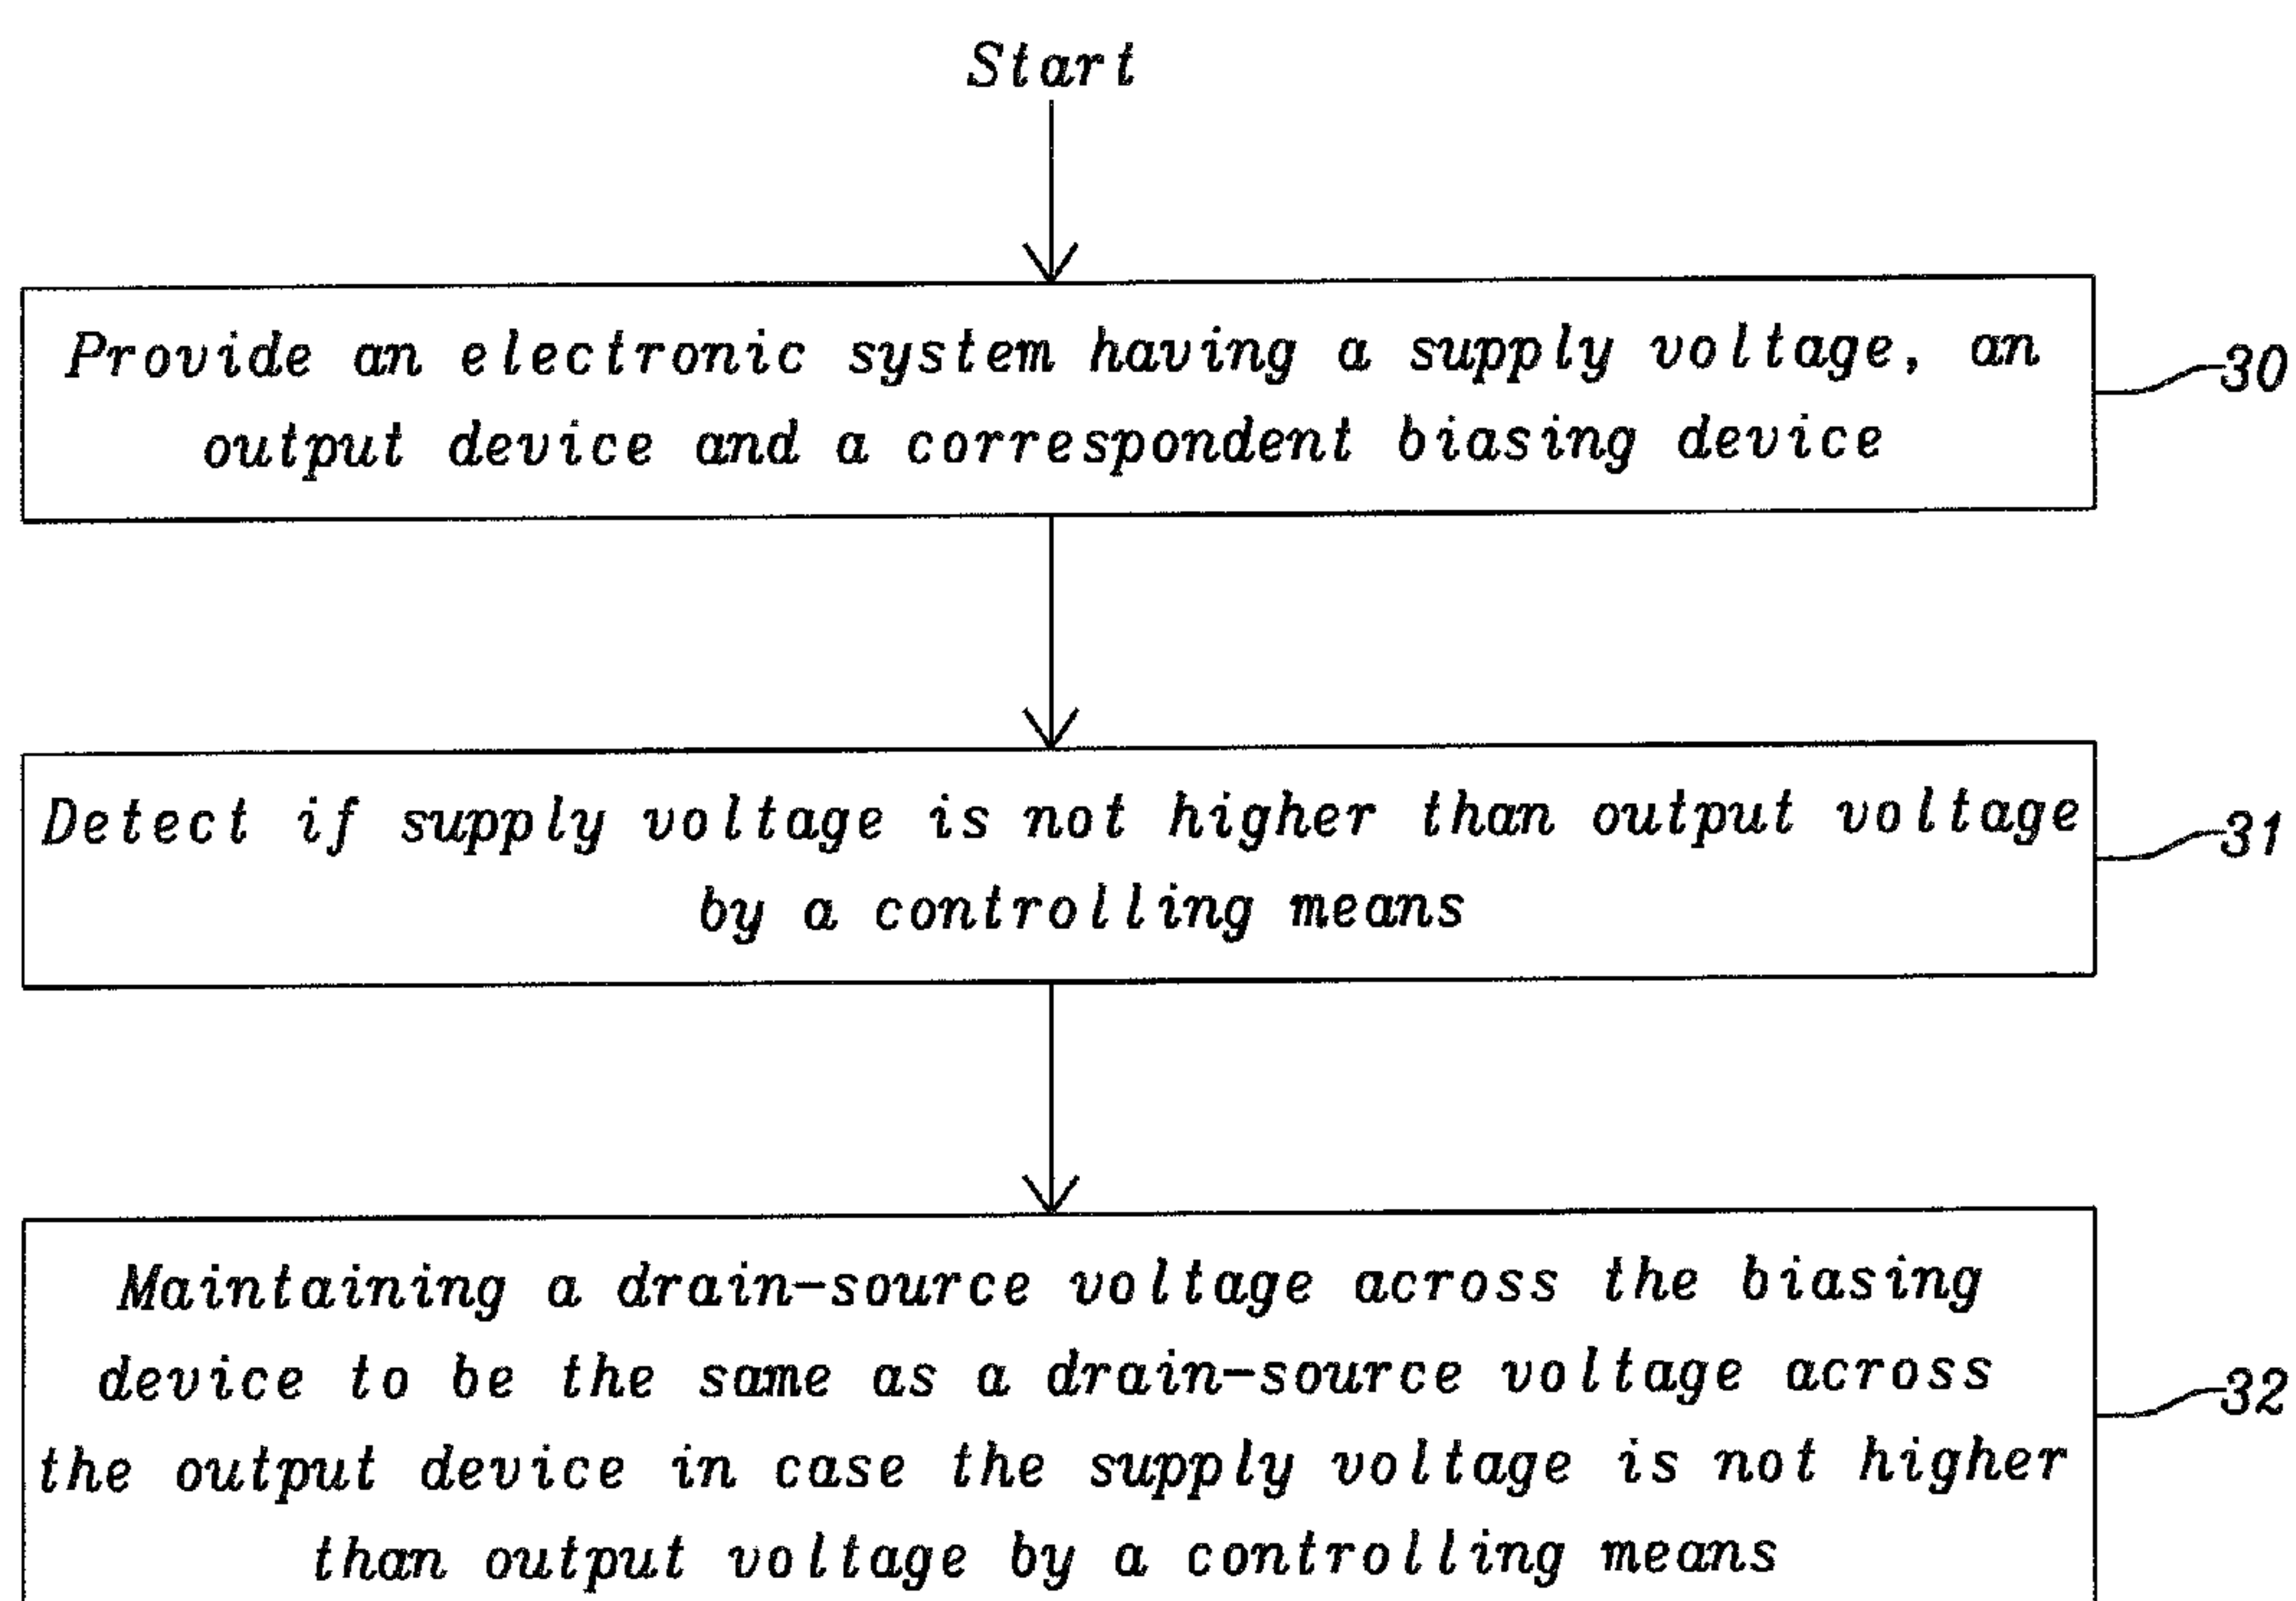 Start
Provide an electronic system having a supply voltage, an
output device and a correspondent biasing device
30
Detect if supply voltage is not higher than output voltage
by a controlling means
31
Maintaining a drain-source voltage across the biasing
device to be the same as a drain-source voltage across
the output device in case the supply voltage is not higher
than output voltage by a controlling means
32